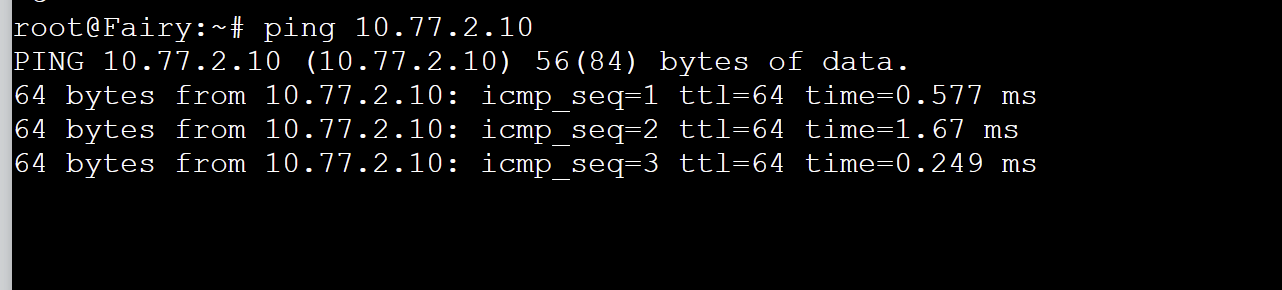 root@Fairy:~# ping 10.77.2.10
PING 10.77.2.10 (10.77.2.10) 56(84) bytes of data.
64 bytes from 10.77.2.10: icmp_seq=1 ttl=64 time=0.577 ms
64 bytes from 10.77.2.10: icmp_seq=2 ttl=64 time=1.67 ms
64 bytes from 10.77.2.10: icmp_seq=3 ttl=64 time=0.249 ms